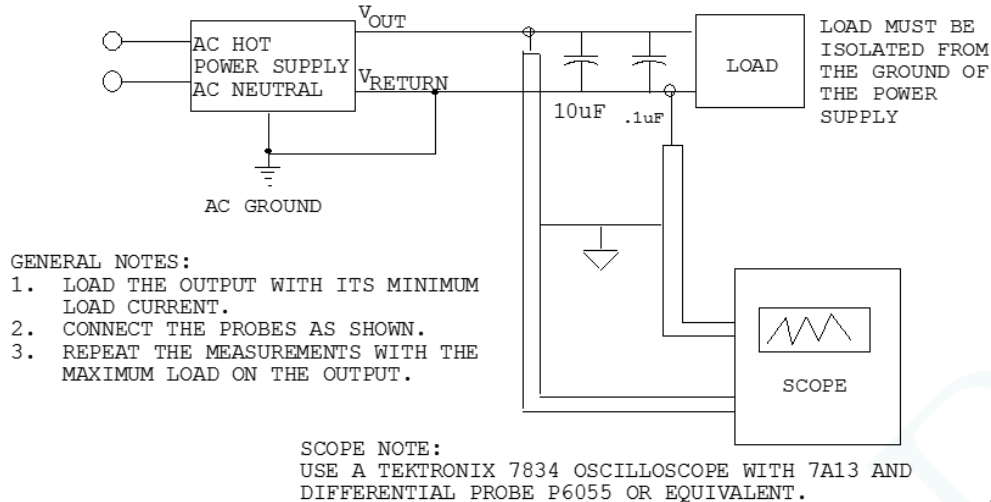 V OUT
AC HOT
POWER SUPPLY
AC NEUTRAL
V RETURN
AC GROUND
10uF
.1uF
LOAD
LOAD MUST BE
ISOLATED FROM
THE GROUND OF
THE POWER
SUPPLY
GENERAL NOTES:
1. LOAD THE OUTPUT WITH ITS MINIMUM
LOAD CURRENT.
2. CONNECT THE PROBES AS SHOWN.
3. REPEAT THE MEASUREMENTS WITH THE
MAXIMUM LOAD ON THE OUTPUT.
SCOPE
SCOPE NOTE:
USE A TEKTRONIX 7834 OSCILLOSCOPE WITH 7A13 AND
DIFFERENTIAL PROBE P6055 OR EQUIVALENT.